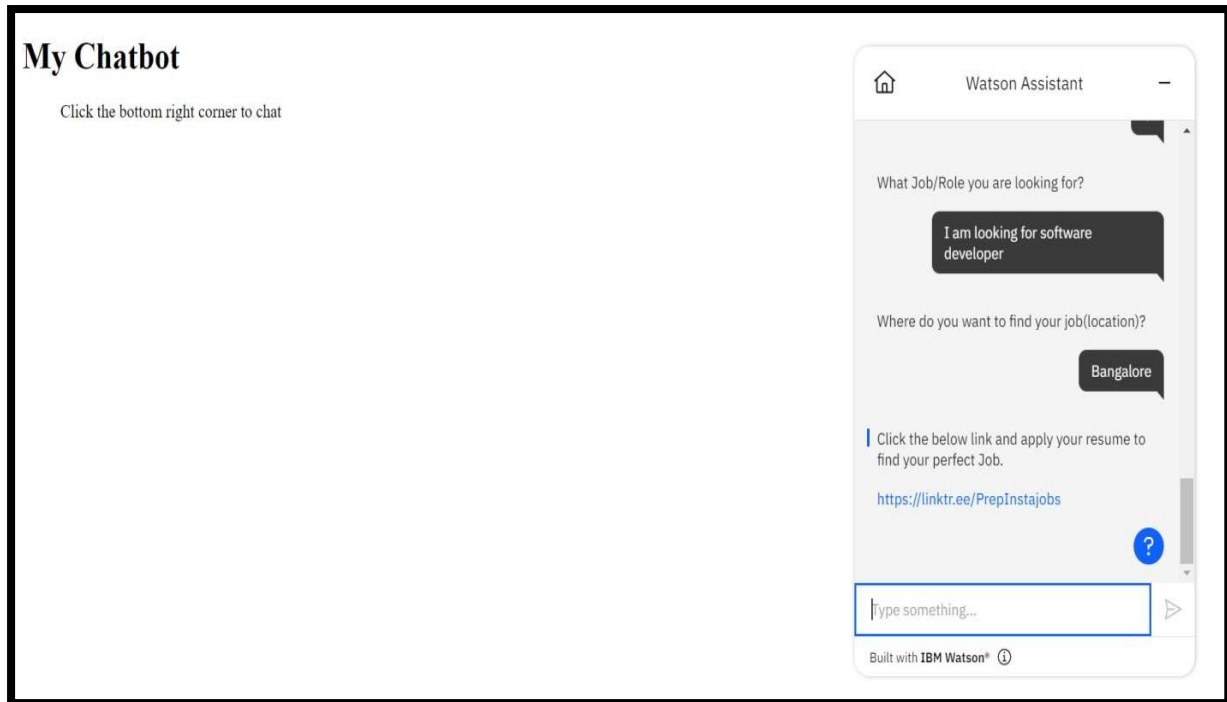 My Chatbot
Click the bottom right corner to chat
Watson Assistant
What Job/Role you are looking for?
I am looking for software
developer
Where do you want to find your job(location)?
Bangalore
Click the below link and apply your resume to
find your perfect Job.
https://linktr.ee/PrepInstajobs
?
Type something...
Built with IBM Watson®